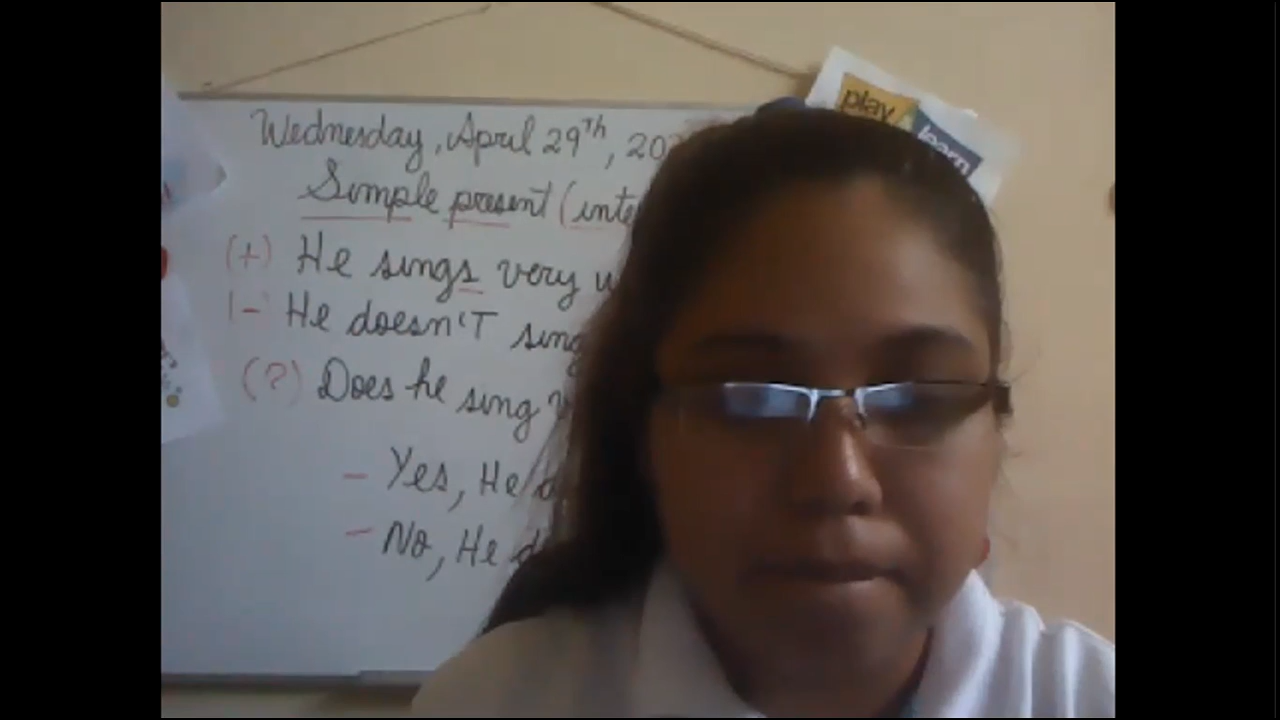 Wednesday, April 29Th, 20
Simple present (inte
(+) He sings very w
(-) He doesn'T sing
(?) Does he sing
- Yes, He d
- No, He d
play
learn